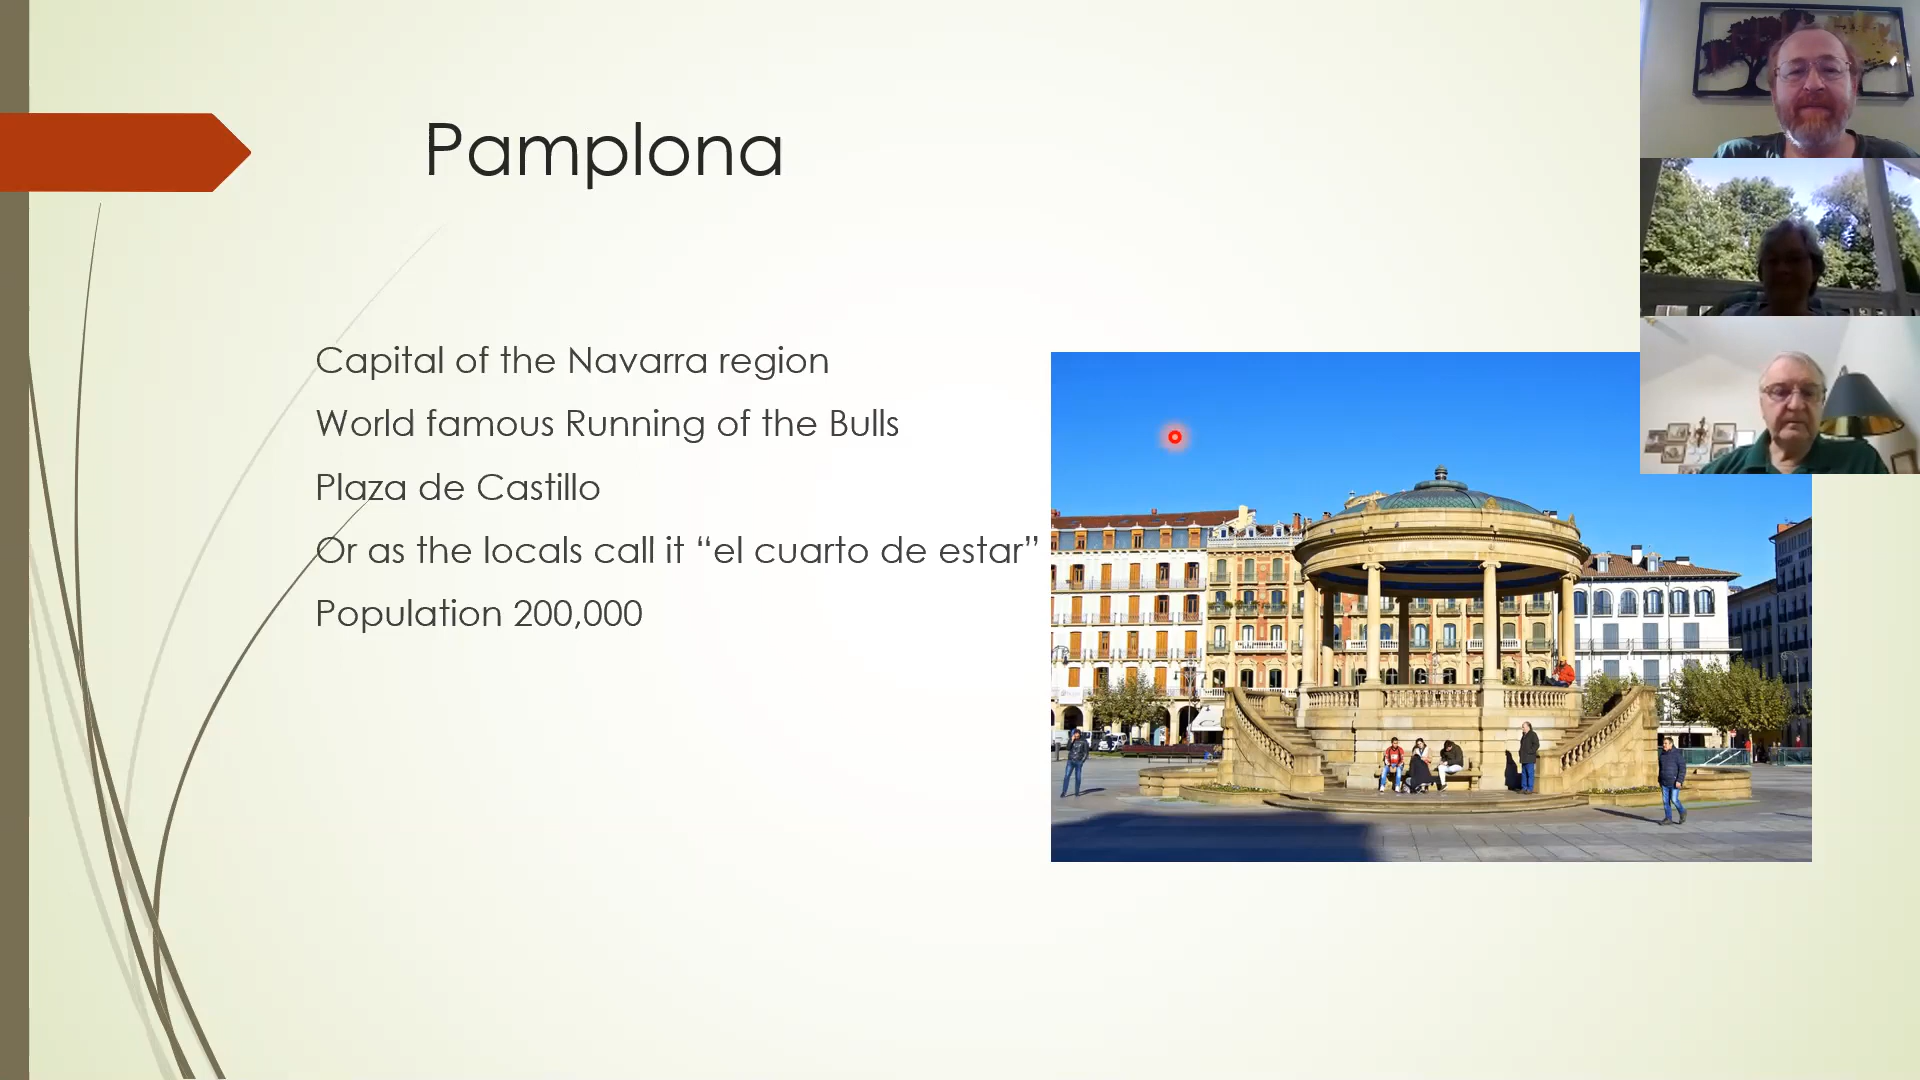 Pamplona
Capital of the Navarra region
World famous Running of the Bulls
Plaza de Castillo
Or as the locals call it “el cuarto de estar”
Population 200,000